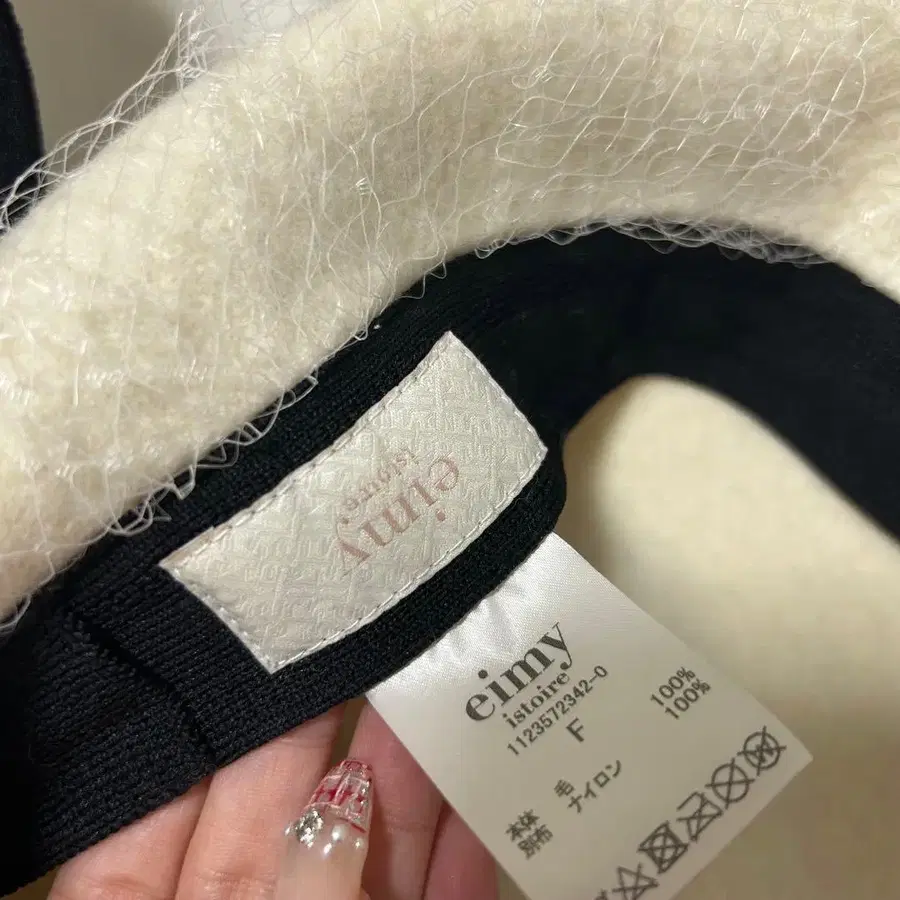 eimy
istoire
eimy
istoire
1123572342-0
F
本体 毛 100%
別布 ナイロン 100%